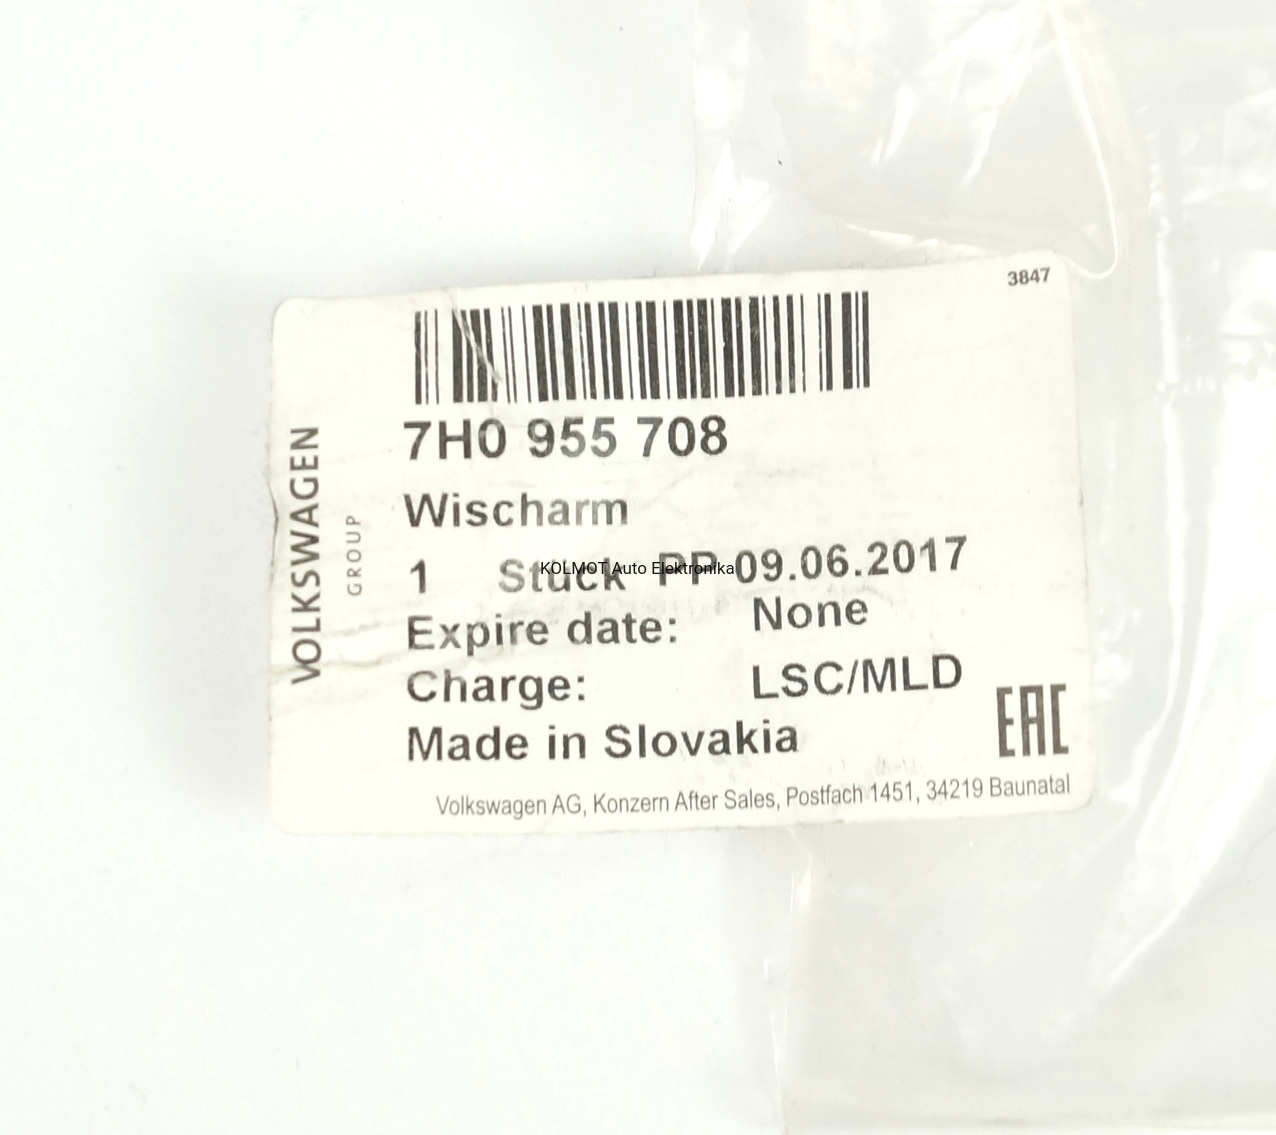 3847
VOLKSWAGEN
GROUP
7H0 955 708
Wischarm
1 Stück PP 09.06.2017
KOLMOT Auto Elektronika
Expire date: None
Charge: LSC/MLD
Made in Slovakia
EAC
Volkswagen AG, Konzern After Sales, Postfach 1451, 34219 Baunatal